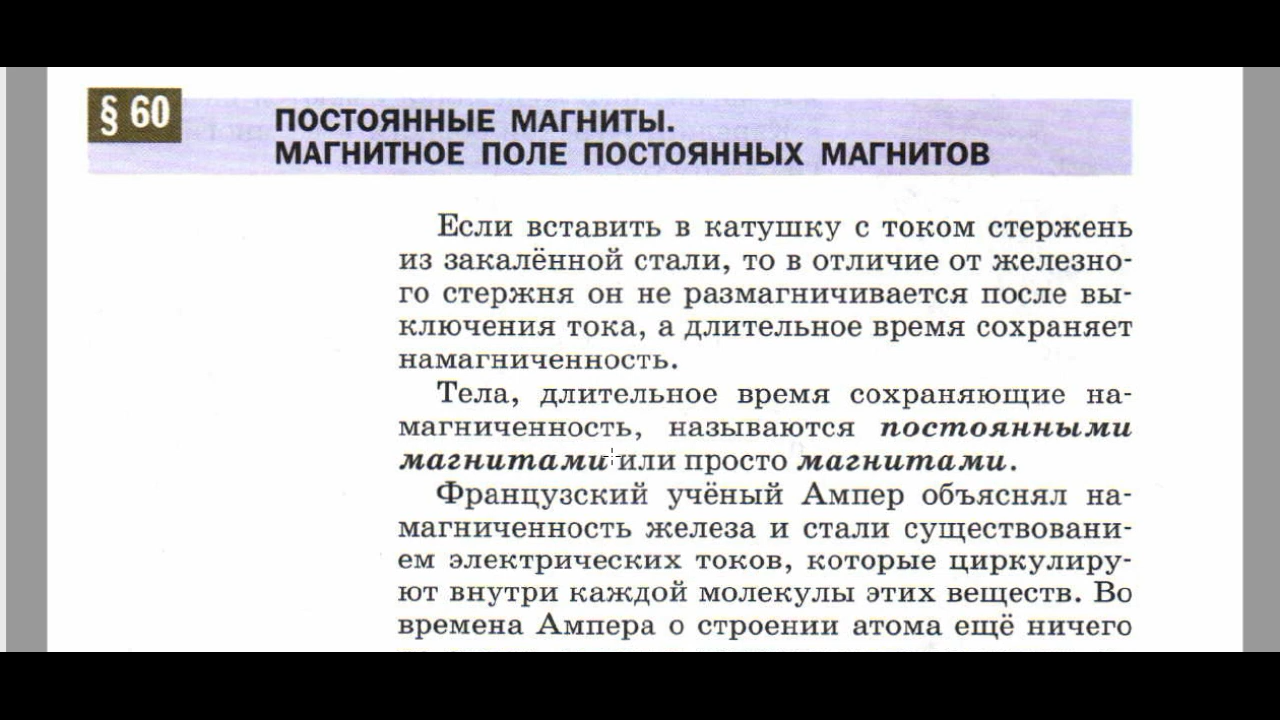 § 60
ПОСТОЯННЫЕ МАГНИТЫ.
МАГНИТНОЕ ПОЛЕ ПОСТОЯННЫХ МАГНИТОВ
Если вставить в катушку с током стержень
из закалённой стали, то в отличие от железно-
го стержня он не размагничивается после вы-
ключения тока, а длительное время сохраняет
намагниченность.
Тела, длительное время сохраняющие на-
магниченность, называются постоянными
магнитами или просто магнитами.
Французский учёный Ампер объяснял на-
магниченность железа и стали существовани-
ем электрических токов, которые циркулиру-
ют внутри каждой молекулы этих веществ. Во
времена Ампера о строении атома ещё ничего